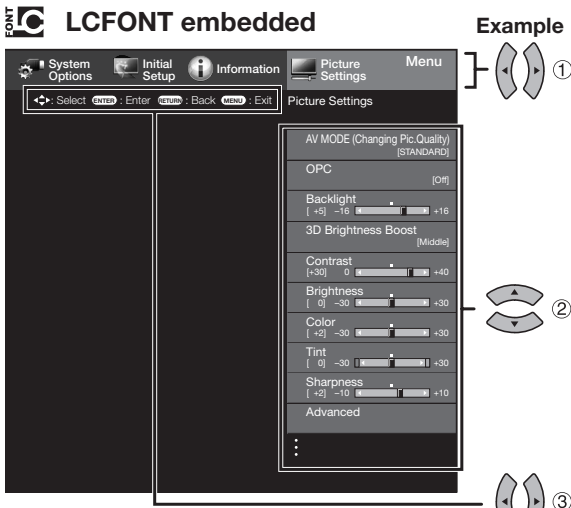 FONT LC LCFONT embedded
Example
System Options
Initial Setup
Information
Picture Settings
Menu
①
: Select ENTER : Enter RETURN : Back MENU : Exit
Picture Settings
AV MODE (Changing Pic.Quality)
[STANDARD]
OPC
[Off]
Backlight
[ +5] −16 +16
3D Brightness Boost
[Middle]
Contrast
[+30] 0 +40
Brightness
[ 0] −30 +30
②
Color
[ +2] −30 +30
Tint
[ 0] −30 +30
Sharpness
[ +2] −10 +10
Advanced
③